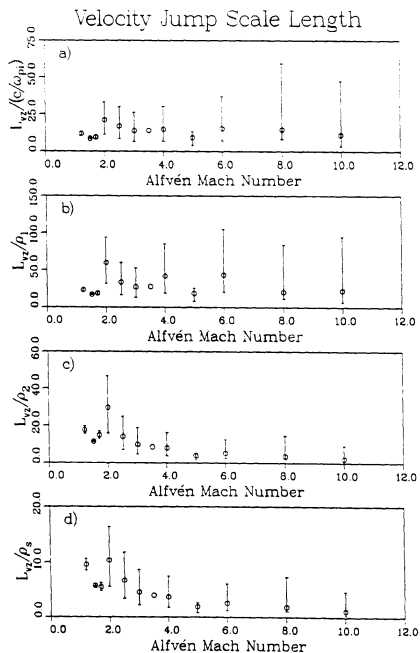 Velocity Jump Scale Length
a)
L_vz/(c/ω_pi)
75.0
50.0
25.0
0.0
0.0 2.0 4.0 6.0 8.0 10.0 12.0
Alfvén Mach Number
b)
L_vz/ρ_1
150.0
100.0
50.0
0.0
0.0 2.0 4.0 6.0 8.0 10.0 12.0
Alfvén Mach Number
c)
L_vz/ρ_2
60.0
40.0
20.0
0.0
0.0 2.0 4.0 6.0 8.0 10.0 12.0
Alfvén Mach Number
d)
L_vz/ρ_s
20.0
10.0
0.0
0.0 2.0 4.0 6.0 8.0 10.0 12.0
Alfvén Mach Number